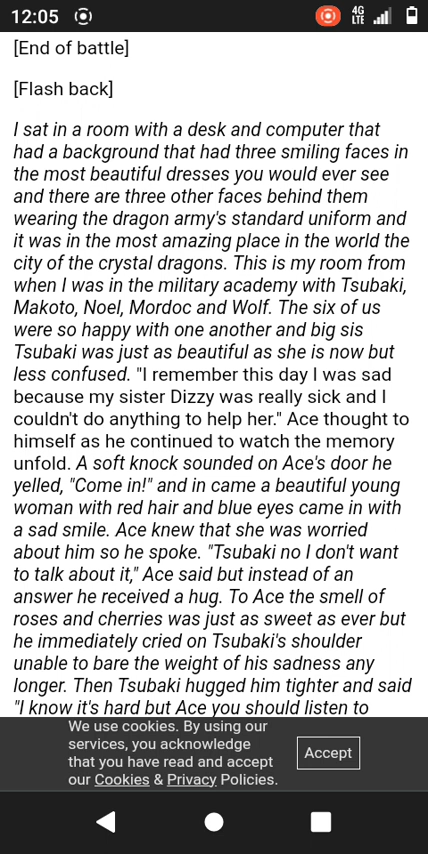 12:05
4G
LTE
[End of battle]
[Flash back]
I sat in a room with a desk and computer that
had a background that had three smiling faces in
the most beautiful dresses you would ever see
and there are three other faces behind them
wearing the dragon army's standard uniform and
it was in the most amazing place in the world the
city of the crystal dragons. This is my room from
when I was in the military academy with Tsubaki,
Makoto, Noel, Mordoc and Wolf. The six of us
were so happy with one another and big sis
Tsubaki was just as beautiful as she is now but
less confused. "I remember this day I was sad
because my sister Dizzy was really sick and I
couldn't do anything to help her." Ace thought to
himself as he continued to watch the memory
unfold. A soft knock sounded on Ace's door he
yelled, "Come in!" and in came a beautiful young
woman with red hair and blue eyes came in with
a sad smile. Ace knew that she was worried
about him so he spoke. "Tsubaki no I don't want
to talk about it," Ace said but instead of an
answer he received a hug. To Ace the smell of
roses and cherries was just as sweet as ever but
he immediately cried on Tsubaki's shoulder
unable to bare the weight of his sadness any
longer. Then Tsubaki hugged him tighter and said
"I know it's hard but Ace you should listen to
We use cookies. By using our
services, you acknowledge
that you have read and accept
our Cookies & Privacy Policies.
Accept